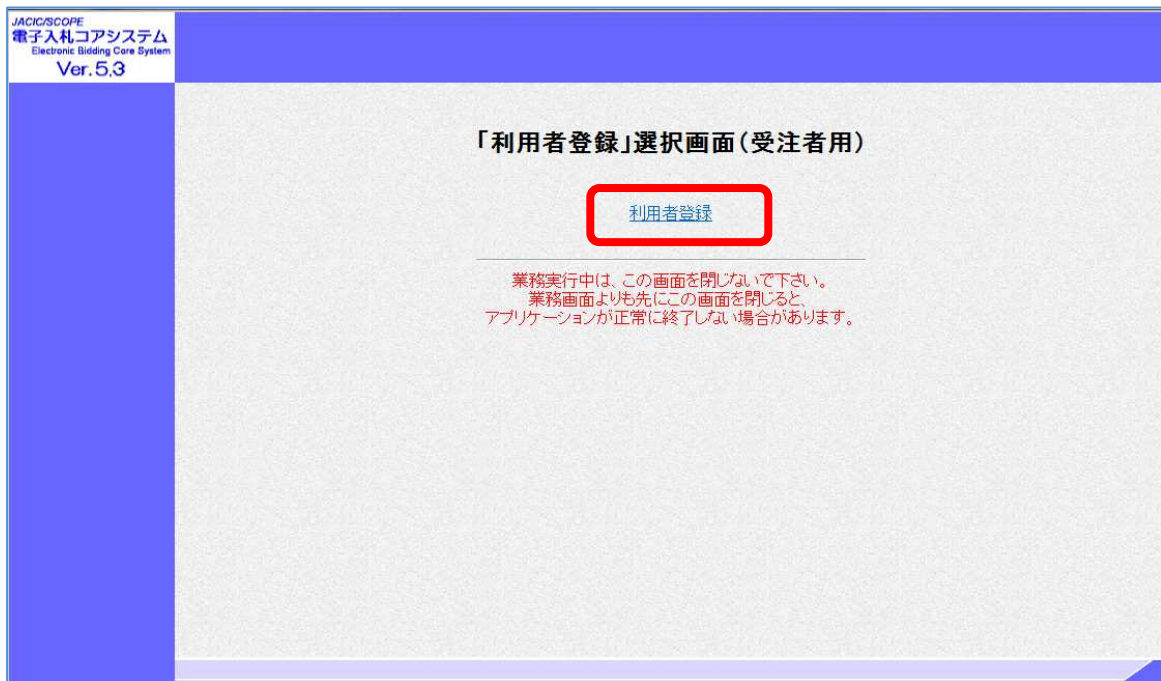 JACIC/SCOPE
電子入札コアシステム
Electronic Bidding Core System
Ver.5.3
「利用者登録」選択画面(受注者用)
利用者登録
業務実行中は、この画面を閉じないで下さい。
業務画面よりも先にこの画面を閉じると、
アプリケーションが正常に終了しない場合があります。